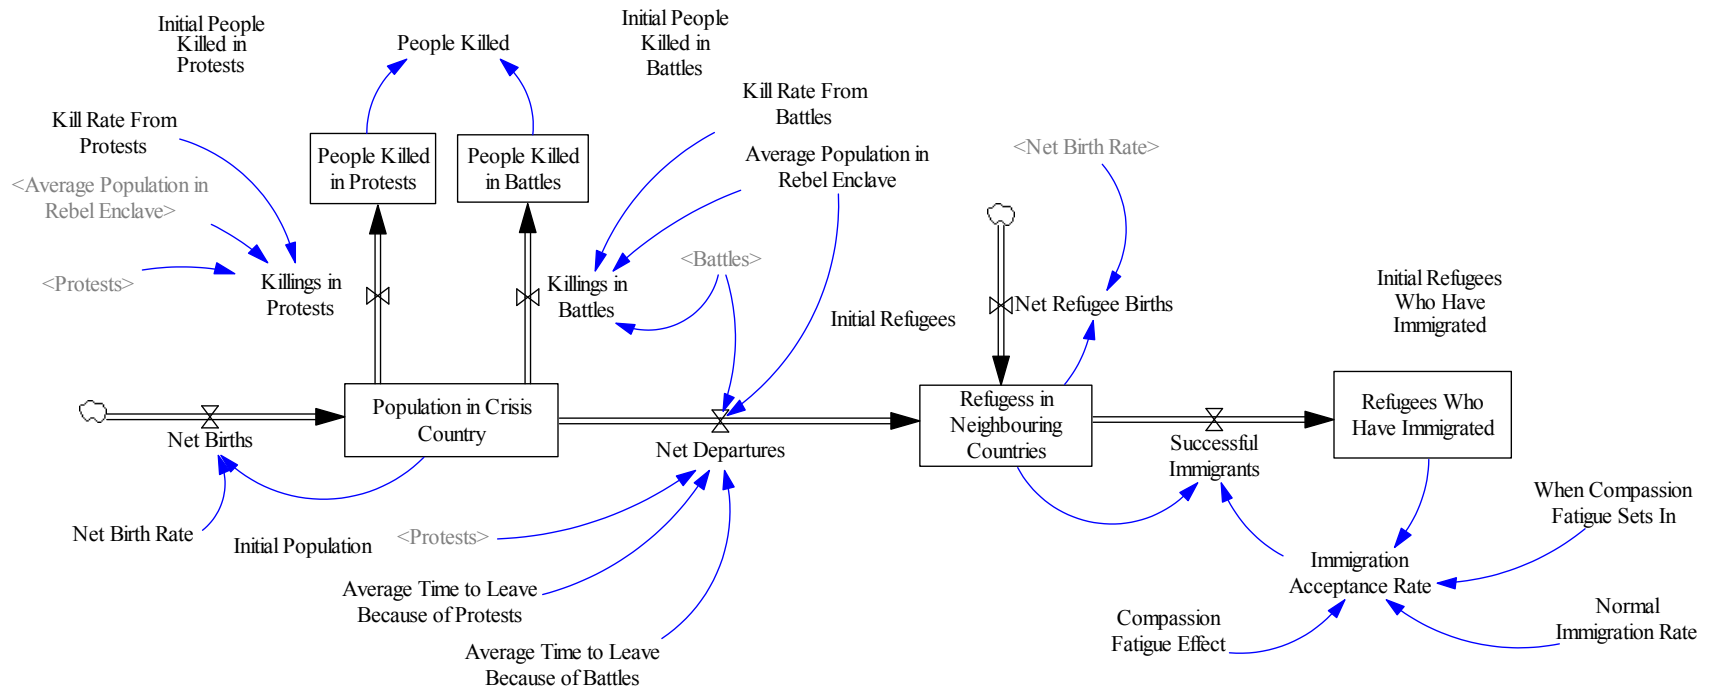 Initial People
Killed in
Protests
People Killed
Initial People
Killed in
Battles
Kill Rate From
Protests
Kill Rate From
Battles
People Killed
in Protests
People Killed
in Battles
Average Population in
Rebel Enclave
<Net Birth Rate>
<Average Population in
Rebel Enclave>
<Protests>
Killings in
Protests
Killings in
Battles
<Battles>
Initial Refugees
Net Refugee Births
Initial Refugees
Who Have
Immigrated
Net Births
Population in Crisis
Country
Net Departures
Refugess in
Neighbouring
Countries
Successful
Immigrants
Refugees Who
Have Immigrated
Net Birth Rate
Initial Population
<Protests>
When Compassion
Fatigue Sets In
Average Time to Leave
Because of Protests
Immigration
Acceptance Rate
Average Time to Leave
Because of Battles
Compassion
Fatigue Effect
Normal
Immigration Rate